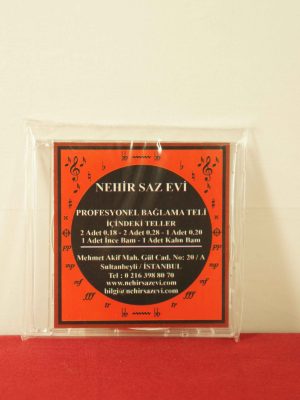 NEHİR SAZ EVİ
PROFESYONEL BAĞLAMA TELİ
İÇİNDEKİ TELLER
2 Adet 0,18 - 2 Adet 0,28 - 1 Adet 0,20
1 Adet İnce Bam - 1 Adet Kalın Bam
Mehmet Akif Mah. Gül Cad. No: 20 / A
Sultanbeyli / İSTANBUL
Tel : 0 216 398 80 70
www.nehirsazevi.com
bilgi@nehirsazevi.com